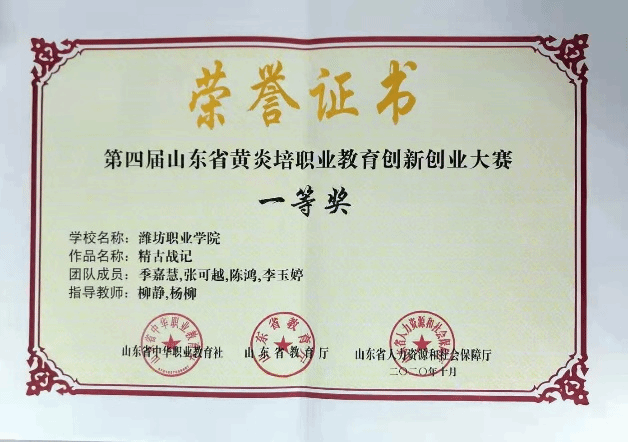 荣誉证书
第四届山东省黄炎培职业教育创新创业大赛
一等奖
学校名称：潍坊职业学院
作品名称：精古战记
团队成员：季嘉慧,张可越,陈鸿,李玉婷
指导教师：柳静,杨柳
山东省中华职业教育社 山东省教育厅 山东省人力资源和社会保障厅
二〇二〇年十月